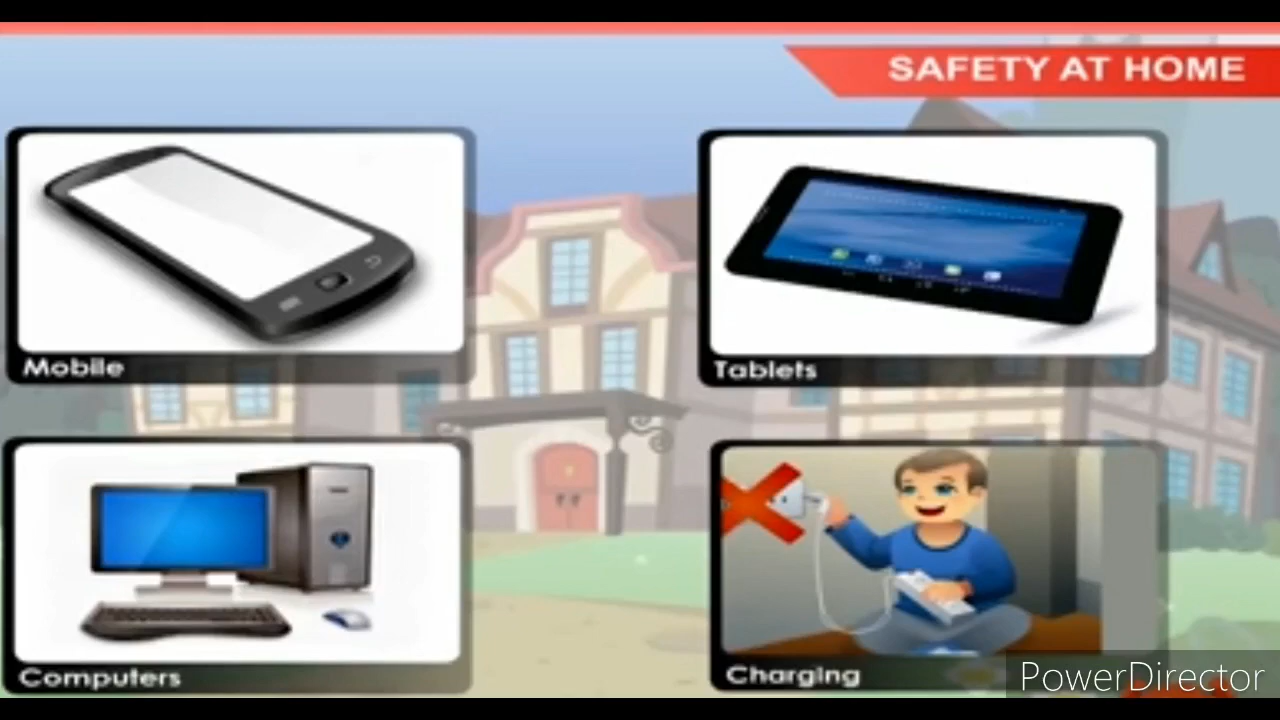 SAFETY AT HOME
Mobile
Tablets
Computers
Charging
PowerDirector